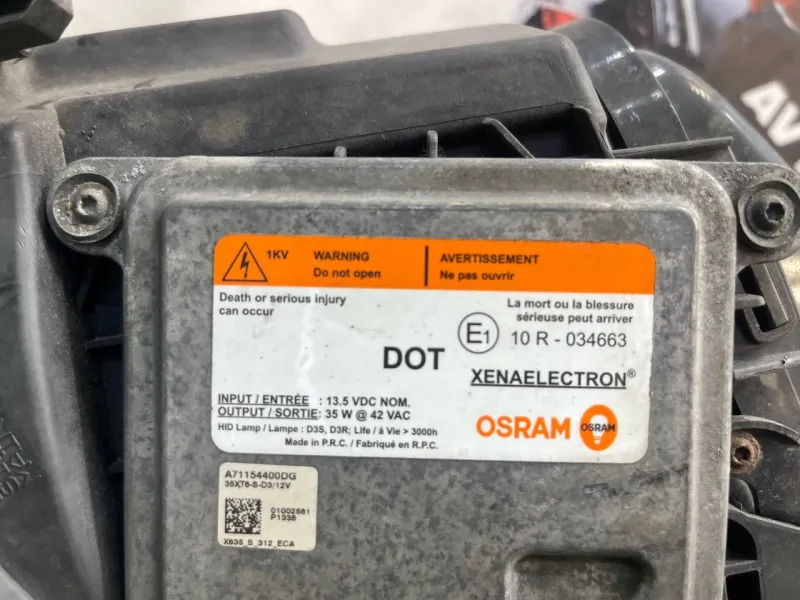 1KV
WARNING
Do not open
AVERTISSEMENT
Ne pas ouvrir
Death or serious injury
can occur
La mort ou la blessure
sérieuse peut arriver
E1 10 R - 034663
DOT
XENAELECTRON®
INPUT / ENTRÉE : 13.5 VDC NOM.
OUTPUT / SORTIE: 35 W @ 42 VAC
HID Lamp / Lampe : D3S, D3R; Life / à Vie > 3000h
Made in P.R.C. / Fabriqué en R.P.C.
OSRAM
OSRAM
A71154400DG
35XT6-S-D3/12V
01002561
P1336
X635_S_312_ECA
AV